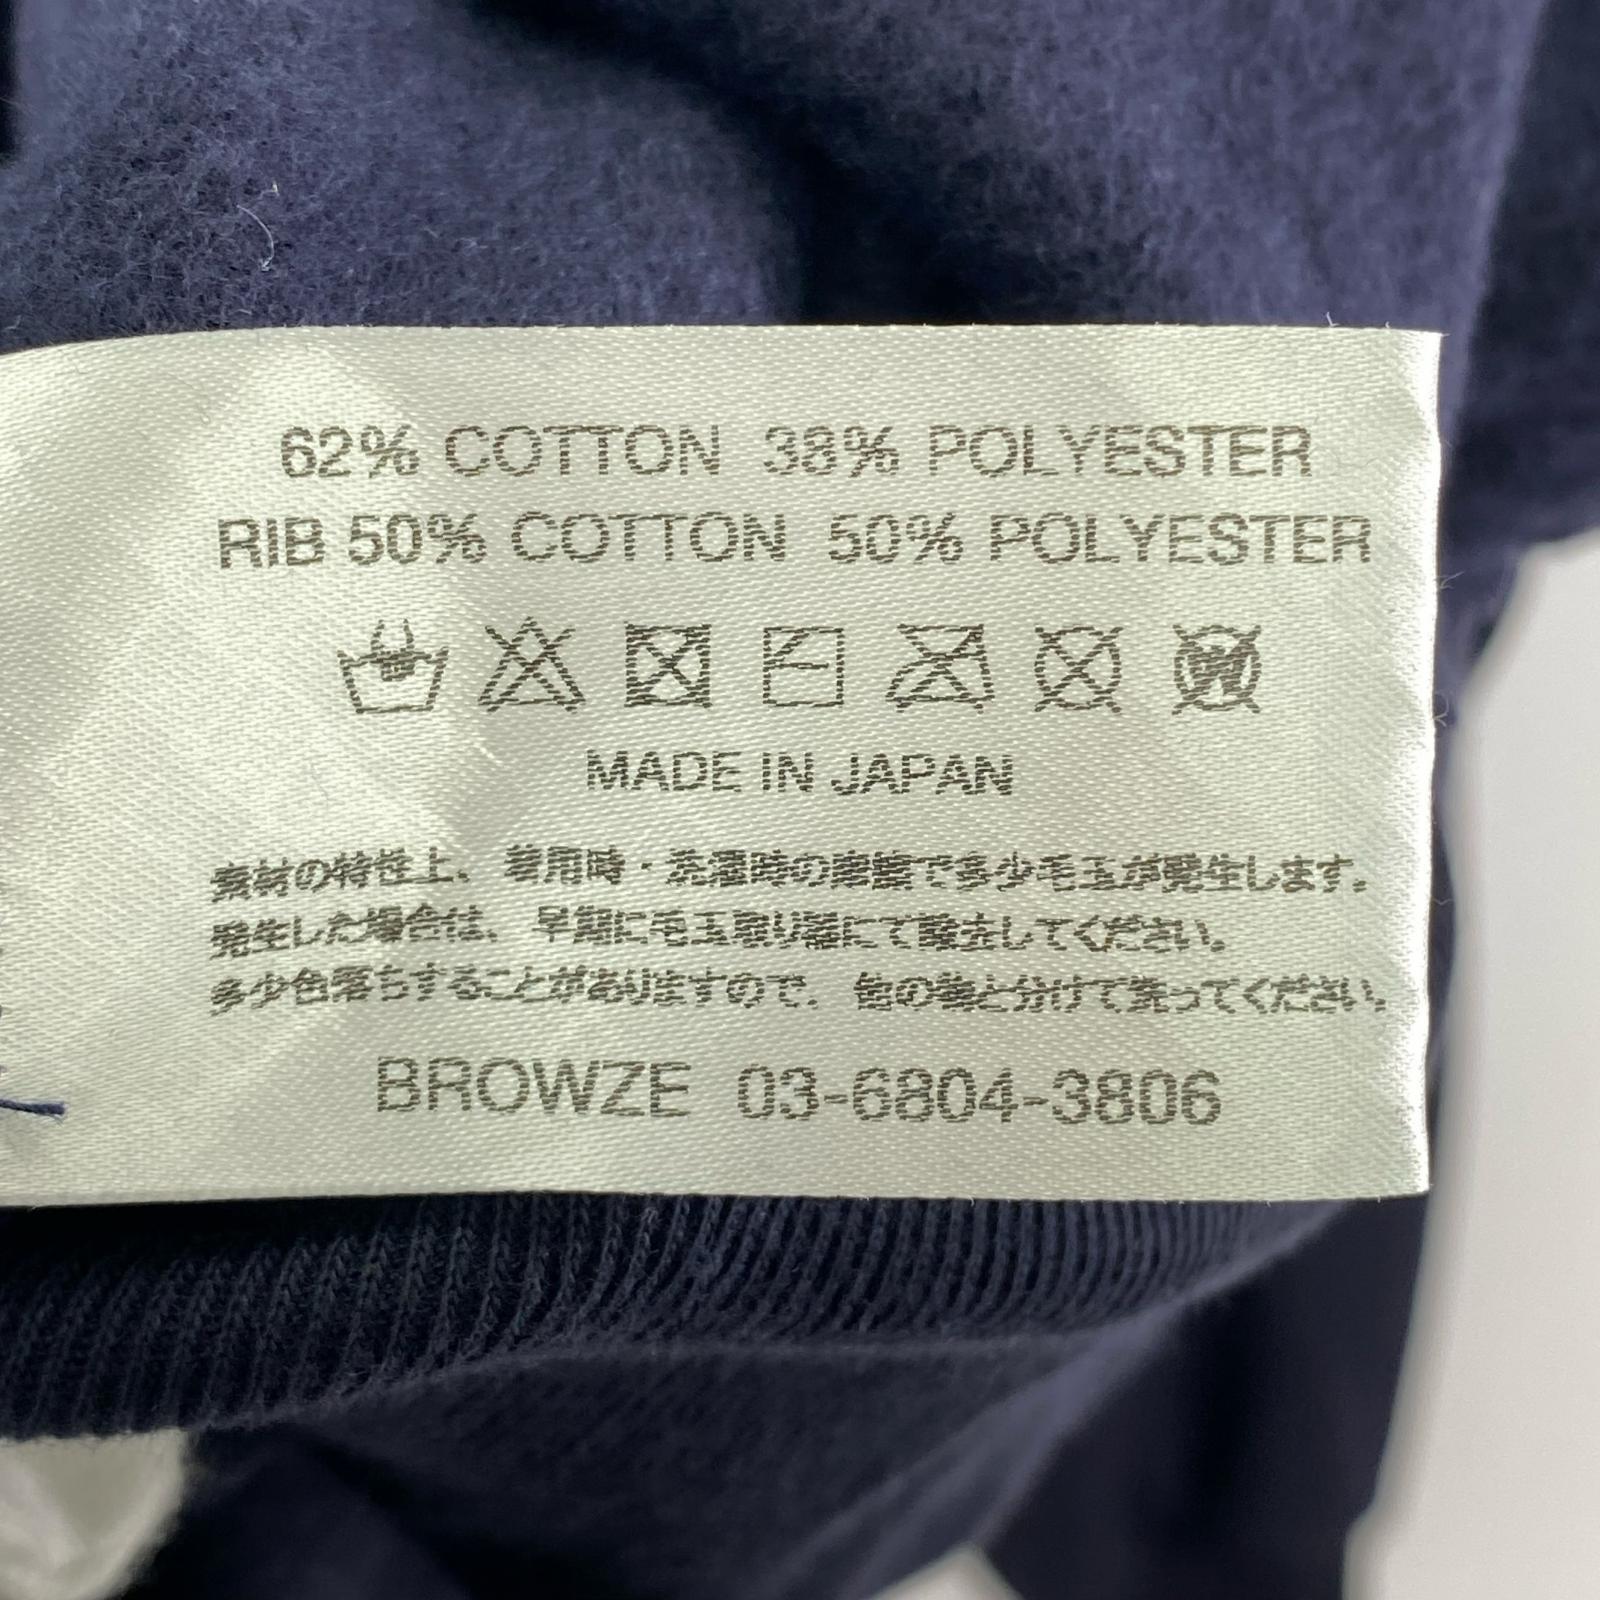 62% COTTON 38% POLYESTER
RIB 50% COTTON 50% POLYESTER
MADE IN JAPAN
素材の特性上、着用時・洗濯時の摩擦で多少毛玉が発生します。
発生した場合は、早期に毛玉取り器にて除去してください。
多少色落ちすることがありますので、他の物と分けて洗ってください。
BROWZE 03-6804-3806